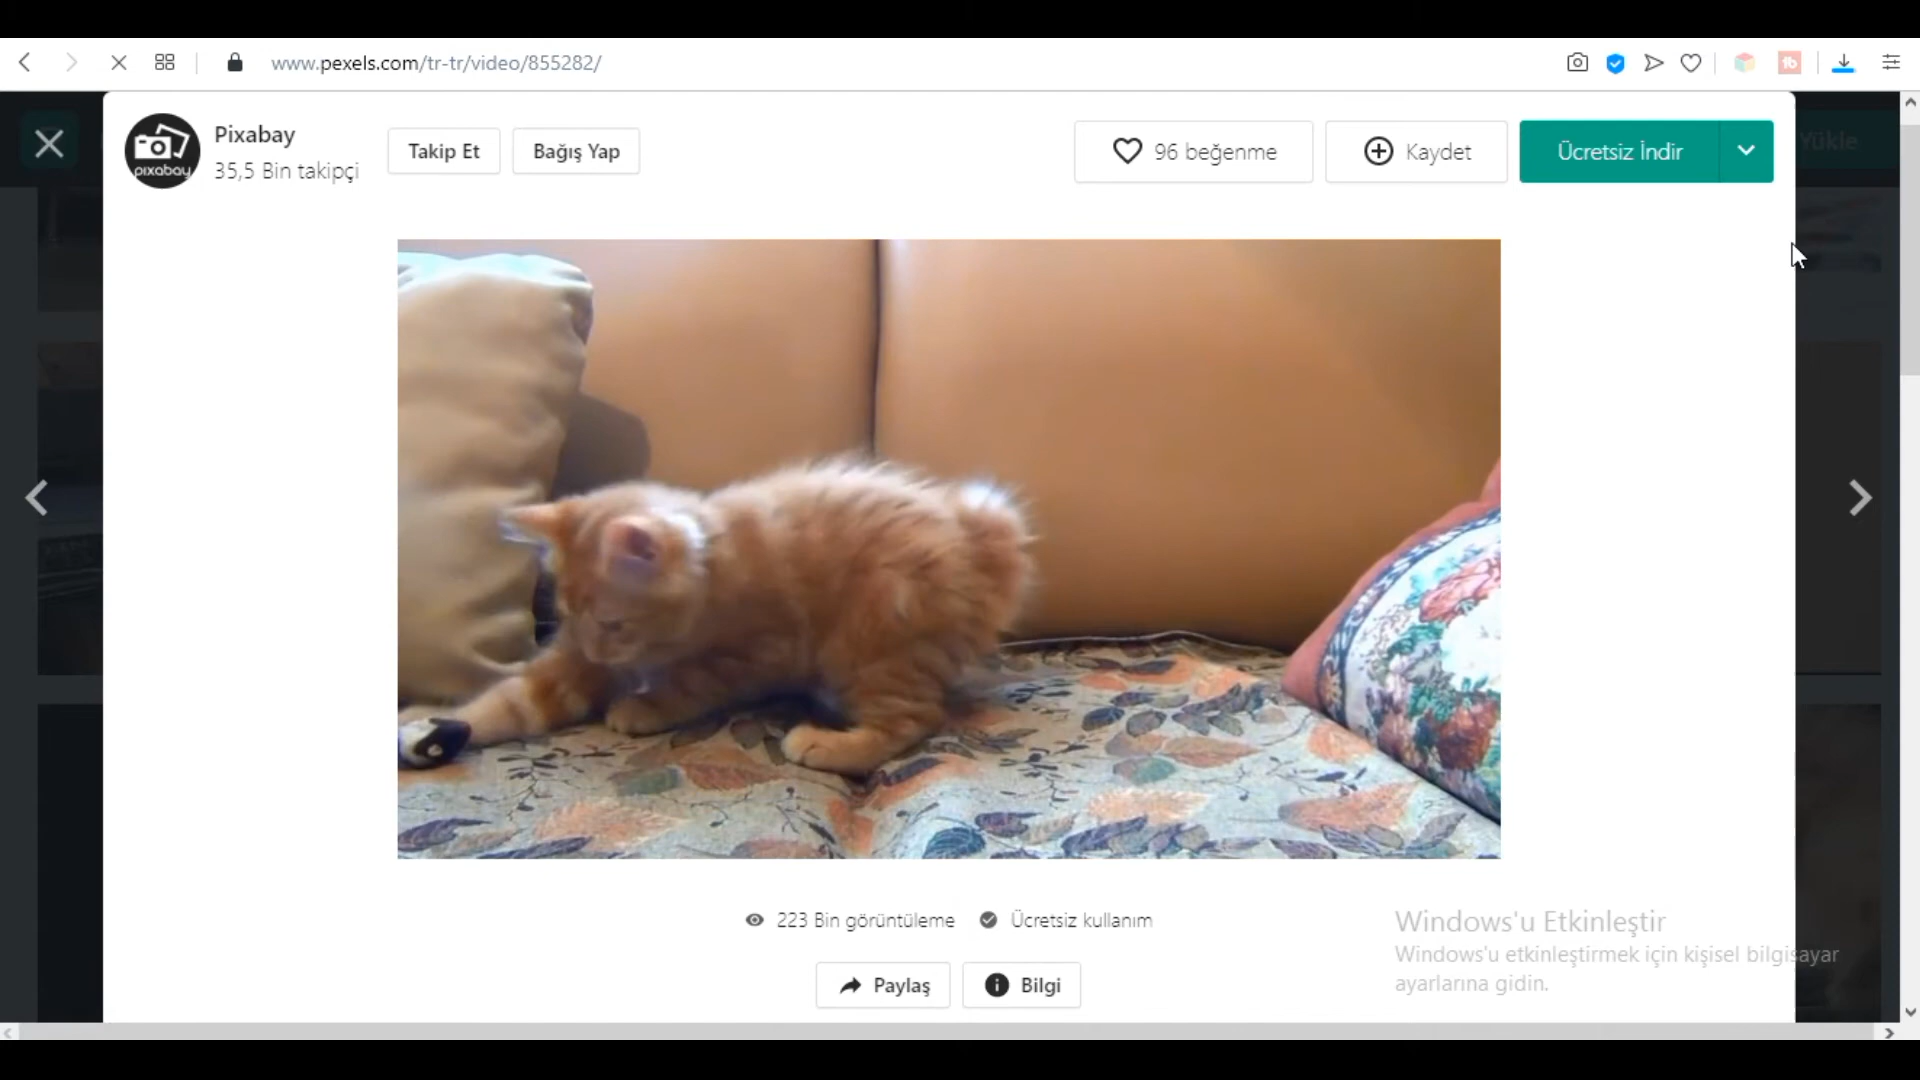 www.pexels.com/tr-tr/video/855282/
Pixabay
35,5 Bin takipçi
pixabay
Takip Et
Bağış Yap
96 beğenme
Kaydet
Ücretsiz İndir
Yükle
223 Bin görüntüleme
Ücretsiz kullanım
Paylaş
Bilgi
Windows'u Etkinleştir
Windows'u etkinleştirmek için kişisel bilgisayar
ayarlarına gidin.